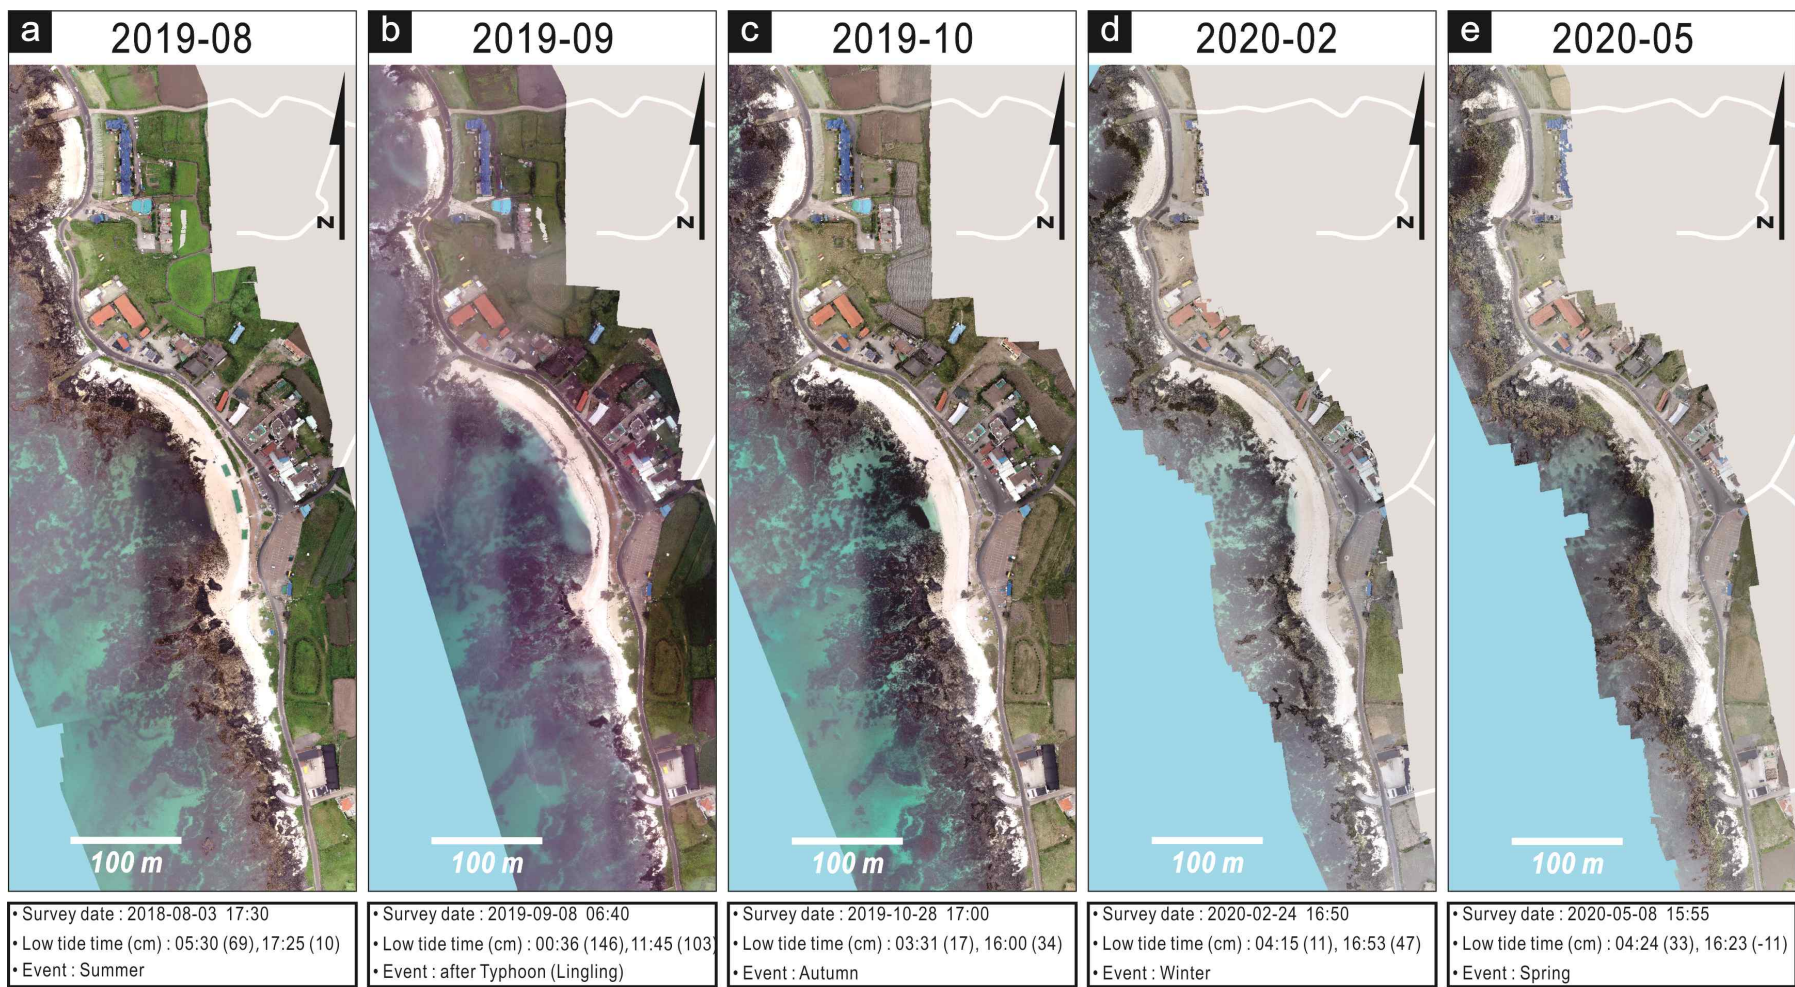 a 2019-08
b 2019-09
c 2019-10
d 2020-02
e 2020-05
N
N
N
N
N
100 m
100 m
100 m
100 m
100 m
• Survey date : 2018-08-03 17:30
• Low tide time (cm) : 05:30 (69), 17:25 (10)
• Event : Summer
• Survey date : 2019-09-08 06:40
• Low tide time (cm) : 00:36 (146), 11:45 (103)
• Event : after Typhoon (Lingling)
• Survey date : 2019-10-28 17:00
• Low tide time (cm) : 03:31 (17), 16:00 (34)
• Event : Autumn
• Survey date : 2020-02-24 16:50
• Low tide time (cm) : 04:15 (11), 16:53 (47)
• Event : Winter
• Survey date : 2020-05-08 15:55
• Low tide time (cm) : 04:24 (33), 16:23 (-11)
• Event : Spring